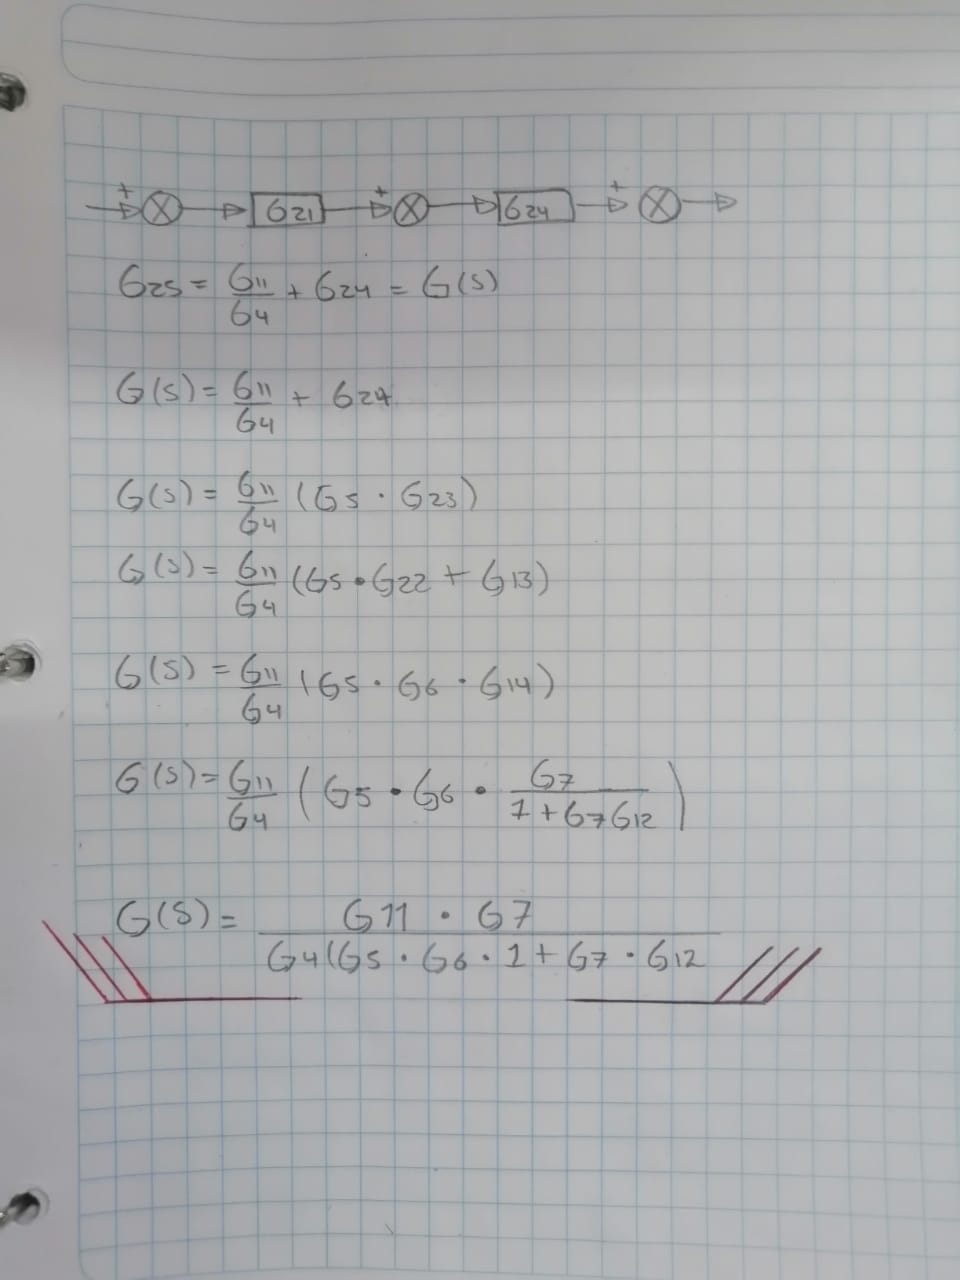 + G21 + G24 +
G25 = G11/G4 + G24 = G(s)
G(s) = G11/G4 + G24
G(s) = G11/G4 (G5 · G23)
G(s) = G11/G4 (G5 · G22 + G13)
G(s) = G11/G4 (G5 · G6 · G14)
G(s) = G11/G4 (G5 · G6 · G7/1 + G7G12)
G(s) = G11 · G7/G4(G5 · G6 · 1 + G7 · G12